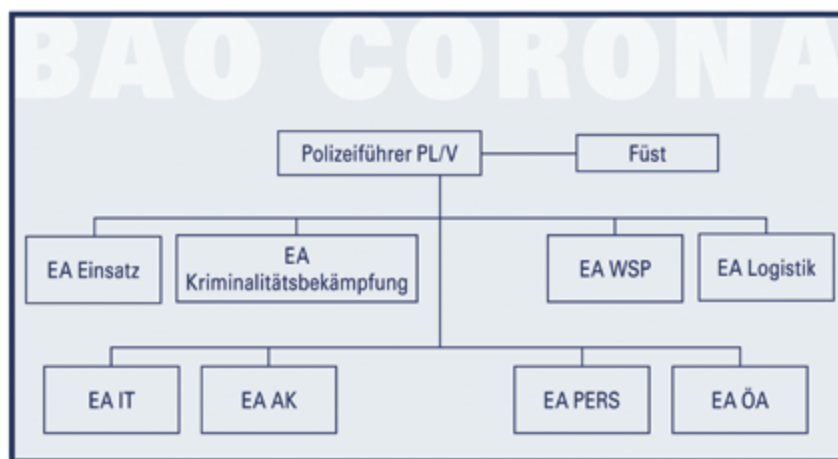 BAO CORONA
Polizeiführer PL/V
Füst
EA Einsatz
EA
Kriminalitätsbekämpfung
EA WSP
EA Logistik
EA IT
EA AK
EA PERS
EA ÖA